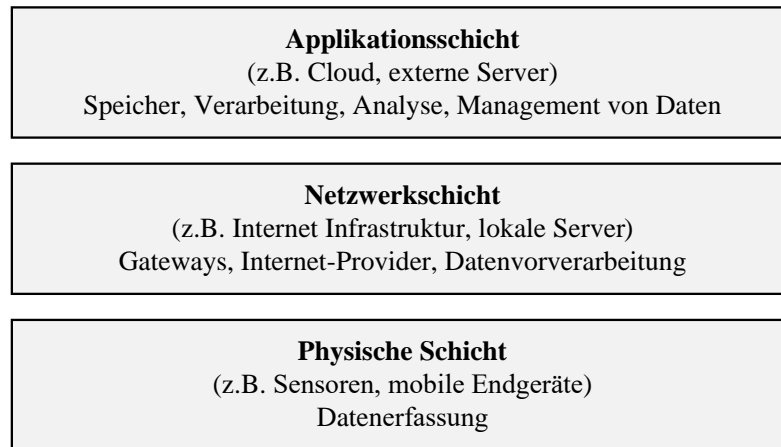 Applikationsschicht
(z.B. Cloud, externe Server)
Speicher, Verarbeitung, Analyse, Management von Daten
Netzwerkschicht
(z.B. Internet Infrastruktur, lokale Server)
Gateways, Internet-Provider, Datenvorverarbeitung
Physische Schicht
(z.B. Sensoren, mobile Endgeräte)
Datenerfassung